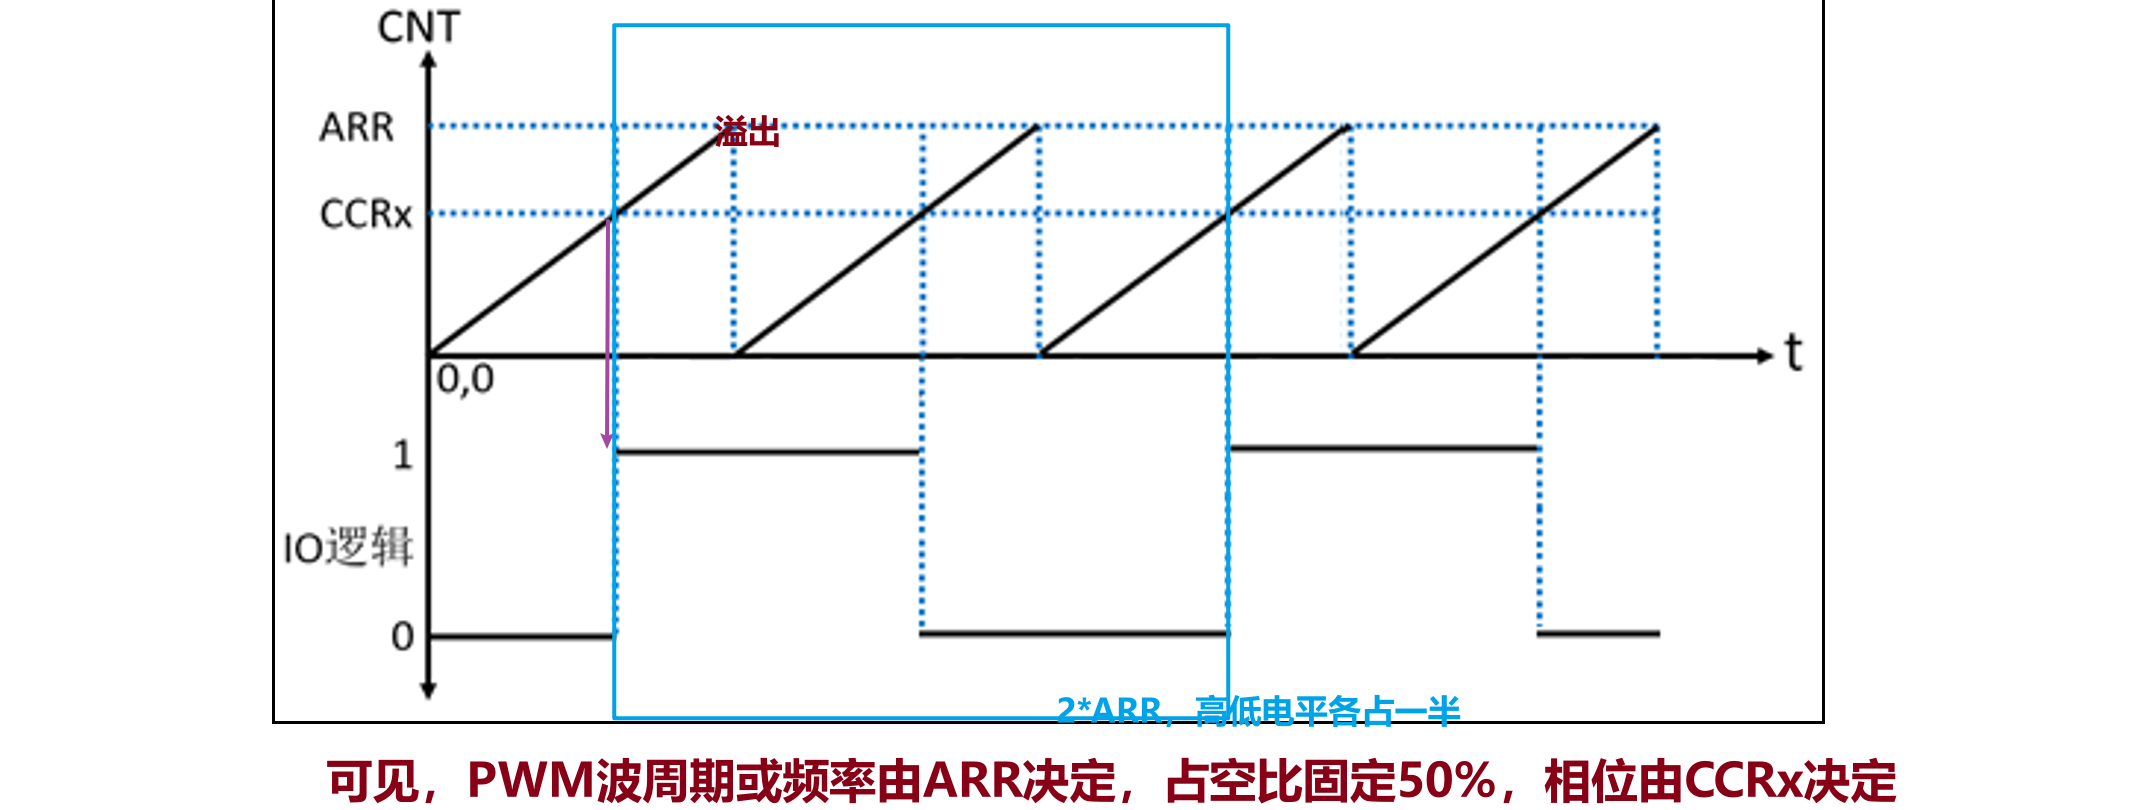 CNT
ARR
溢出
CCRx
t
0,0
1
IO逻辑
0
2*ARR，高低电平各占一半
可见，PWM波周期或频率由ARR决定，占空比固定50%，相位由CCRx决定